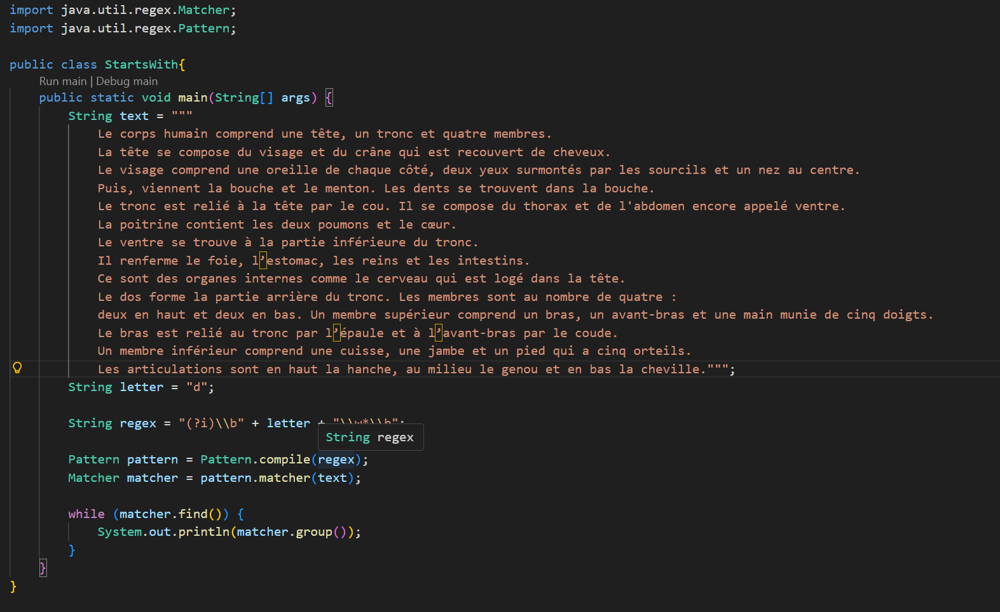 import java.util.regex.Matcher;
import java.util.regex.Pattern;
public class StartsWith{
Run main | Debug main
public static void main(String[] args) {
String text = """
Le corps humain comprend une tête, un tronc et quatre membres.
La tête se compose du visage et du crâne qui est recouvert de cheveux.
Le visage comprend une oreille de chaque côté, deux yeux surmontés par les sourcils et un nez au centre.
Puis, viennent la bouche et le menton. Les dents se trouvent dans la bouche.
Le tronc est relié à la tête par le cou. Il se compose du thorax et de l'abdomen encore appelé ventre.
La poitrine contient les deux poumons et le cœur.
Le ventre se trouve à la partie inférieure du tronc.
Il renferme le foie, l’estomac, les reins et les intestins.
Ce sont des organes internes comme le cerveau qui est logé dans la tête.
Le dos forme la partie arrière du tronc. Les membres sont au nombre de quatre :
deux en haut et deux en bas. Un membre supérieur comprend un bras, un avant-bras et une main munie de cinq doigts.
Le bras est relié au tronc par l’épaule et à l’avant-bras par le coude.
Un membre inférieur comprend une cuisse, une jambe et un pied qui a cinq orteils.
Les articulations sont en haut la hanche, au milieu le genou et en bas la cheville.""";
String letter = "d";
String regex = "(?i)\\b" + letter + "\\w*\\b";
String regex
Pattern pattern = Pattern.compile(regex);
Matcher matcher = pattern.matcher(text);
while (matcher.find()) {
System.out.println(matcher.group());
}
}
}